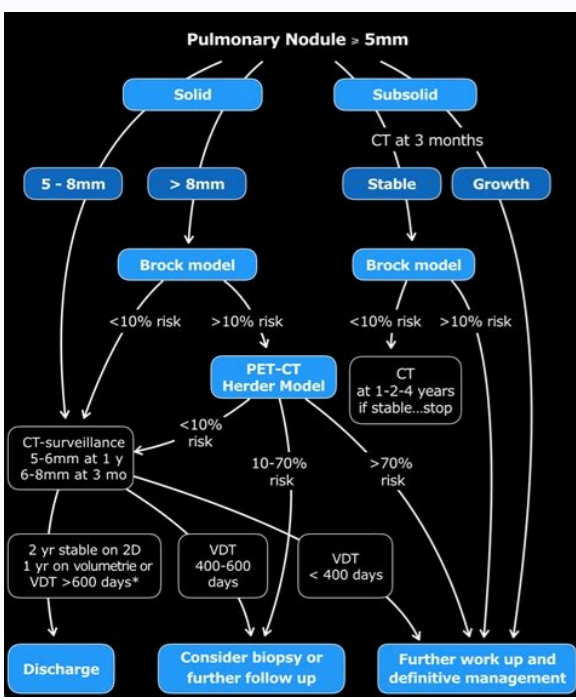 Pulmonary Nodule ≥ 5mm
Solid
Subsolid
CT at 3 months
5 - 8mm
> 8mm
Stable
Growth
Brock model
Brock model
<10% risk
>10% risk
<10% risk
>10% risk
PET-CT
Herder Model
CT
at 1-2-4 years
if stable...stop
<10%
risk
CT-surveillance
5-6mm at 1 y
6-8mm at 3 mo
10-70%
risk
>70%
risk
2 yr stable on 2D
1 yr on volumetrie or
VDT >600 days*
VDT
400-600
days
VDT
< 400 days
Discharge
Consider biopsy or
further follow up
Further work up and
definitive management